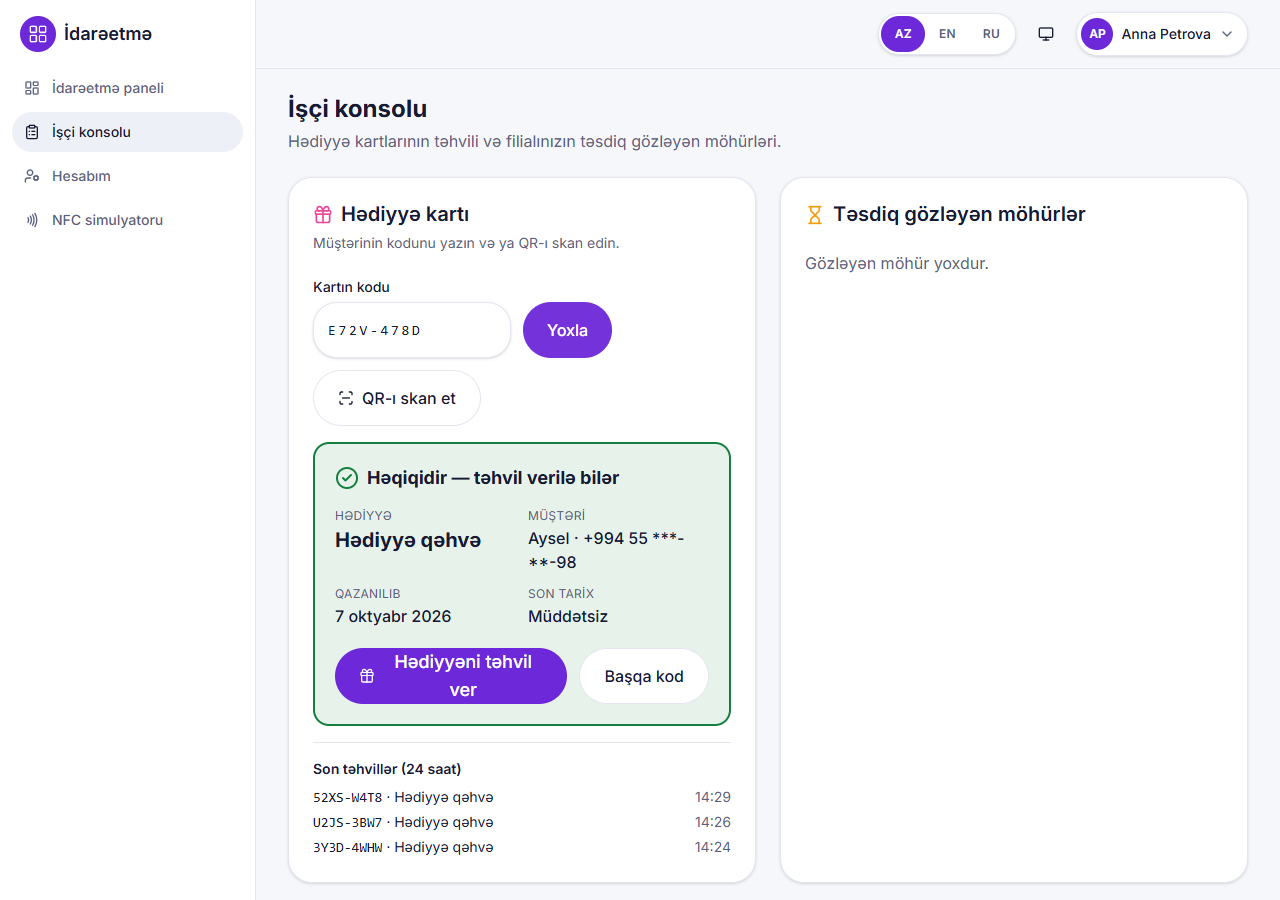 İdarəetmə
AZ EN RU
AP Anna Petrova
İdarəetmə paneli
İşçi konsolu
Hesabım
NFC simulyatoru
İşçi konsolu
Hədiyyə kartlarının təhvili və filialınızın təsdiq gözləyən möhürləri.
Hədiyyə kartı
Müştərinin kodunu yazın və ya QR-ı skan edin.
Kartın kodu
E72V-478D
Yoxla
QR-ı skan et
Həqiqidir — təhvil verilə bilər
HƏDİYYƏ
Hədiyyə qəhvə
MÜŞTƏRİ
Aysel · +994 55 ***-
**-98
QAZANILIB
7 oktyabr 2026
SON TARİX
Müddətsiz
Hədiyyəni təhvil
ver
Başqa kod
Son təhvillər (24 saat)
52XS-W4T8 · Hədiyyə qəhvə 14:29
U2JS-3BW7 · Hədiyyə qəhvə 14:26
3Y3D-4WHW · Hədiyyə qəhvə 14:24
Təsdiq gözləyən möhürlər
Gözləyən möhür yoxdur.